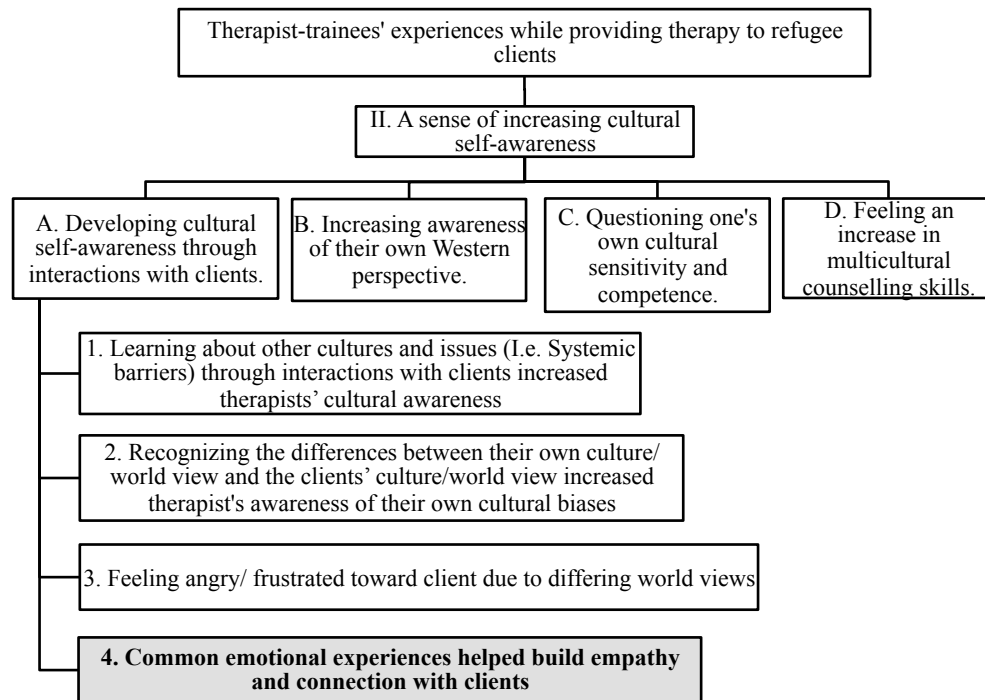 Therapist-trainees' experiences while providing therapy to refugee
clients
II. A sense of increasing cultural
self-awareness
A. Developing cultural
self-awareness through
interactions with clients.
B. Increasing awareness
of their own Western
perspective.
C. Questioning one's
own cultural
sensitivity and
competence.
D. Feeling an
increase in
multicultural
counselling skills.
1. Learning about other cultures and issues (I.e. Systemic
barriers) through interactions with clients increased
therapists’ cultural awareness
2. Recognizing the differences between their own culture/
world view and the clients’ culture/world view increased
therapist's awareness of their own cultural biases
3. Feeling angry/ frustrated toward client due to differing world views
4. Common emotional experiences helped build empathy
and connection with clients